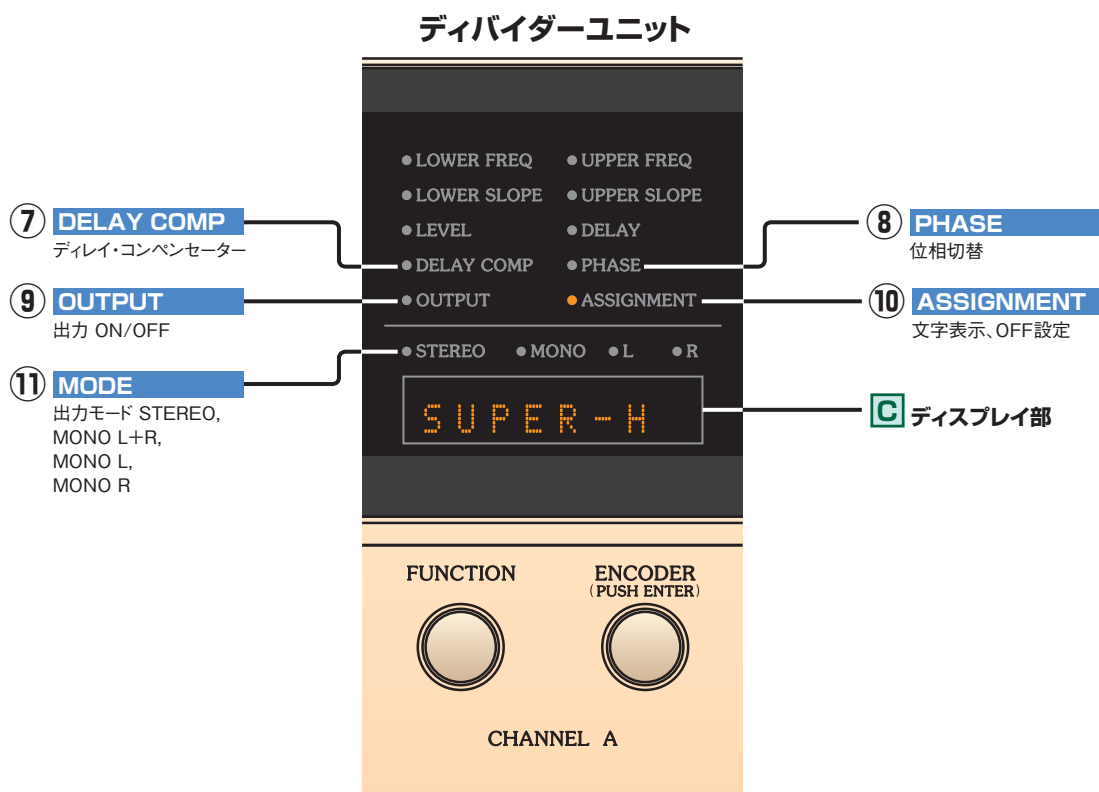 ディバイダーユニット
LOWER FREQ UPPER FREQ
LOWER SLOPE UPPER SLOPE
LEVEL DELAY
DELAY COMP PHASE
OUTPUT ASSIGNMENT
STEREO MONO L R
SUPER-H
FUNCTION ENCODER
(PUSH ENTER)
CHANNEL A
⑦ DELAY COMP
ディレイ・コンペンセーター
⑨ OUTPUT
出力 ON/OFF
⑪ MODE
出力モード STEREO,
MONO L+R,
MONO L,
MONO R
⑧ PHASE
位相切替
⑩ ASSIGNMENT
文字表示、OFF設定
C ディスプレイ部